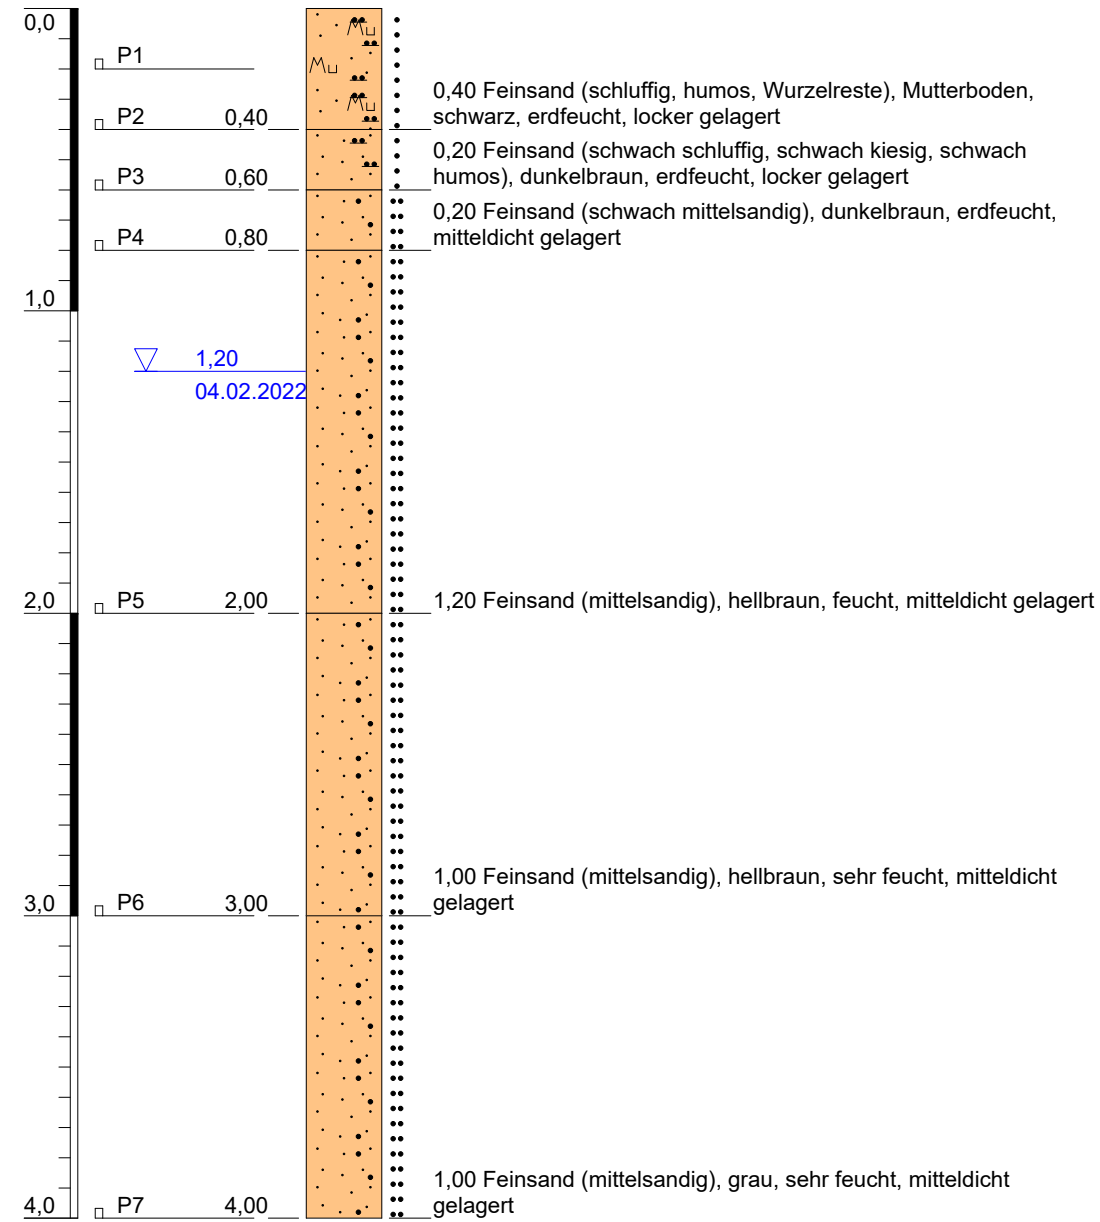 0,0
P1
0,40 Feinsand (schluffig, humos, Wurzelreste), Mutterboden,
P2 0,40 schwarz, erdfeucht, locker gelagert
0,20 Feinsand (schwach schluffig, schwach kiesig, schwach
P3 0,60 humos), dunkelbraun, erdfeucht, locker gelagert
0,20 Feinsand (schwach mittelsandig), dunkelbraun, erdfeucht,
P4 0,80 mitteldicht gelagert
1,0
1,20
04.02.2022
2,0 P5 2,00 1,20 Feinsand (mittelsandig), hellbraun, feucht, mitteldicht gelagert
1,00 Feinsand (mittelsandig), hellbraun, sehr feucht, mitteldicht
3,0 P6 3,00 gelagert
1,00 Feinsand (mittelsandig), grau, sehr feucht, mitteldicht
4,0 P7 4,00 gelagert